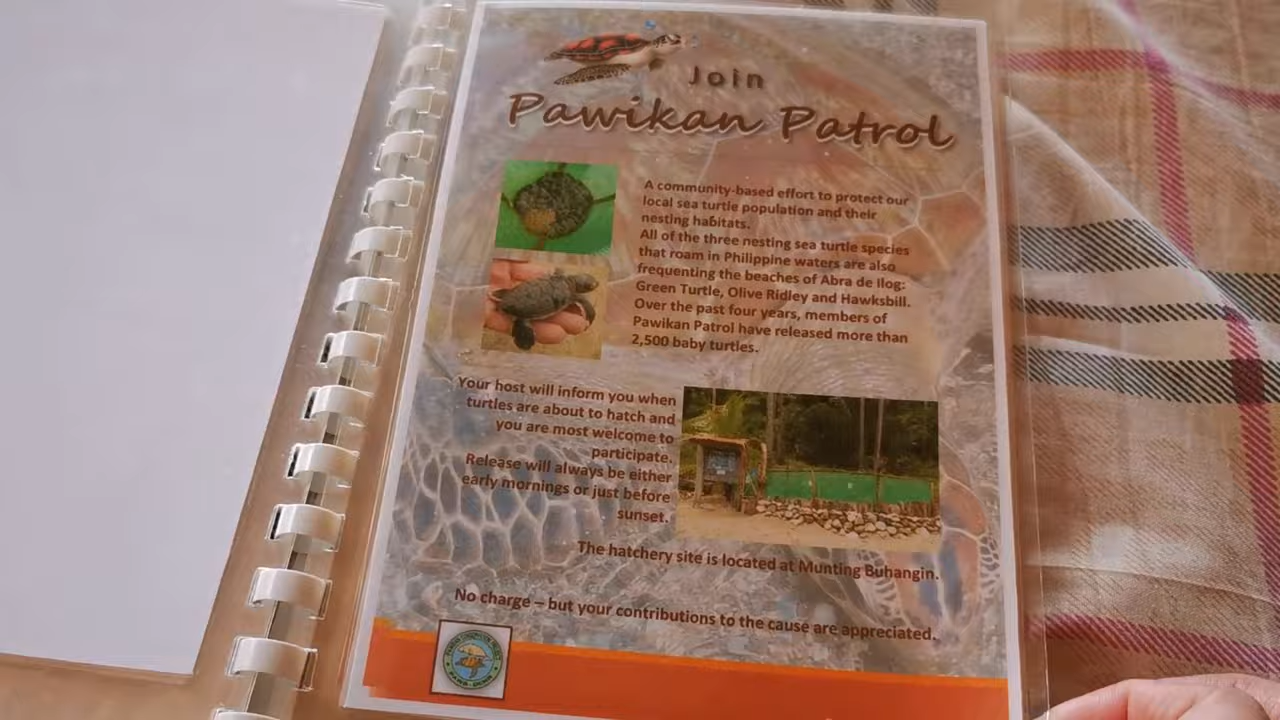 Join
Pawikan Patrol
A community-based effort to protect our
local sea turtle population and their
nesting habitats.
All of the three nesting sea turtle species
that roam in Philippine waters are also
frequenting the beaches of Abra de Ilog:
Green Turtle, Olive Ridley and Hawksbill.
Over the past four years, members of
Pawikan Patrol have released more than
2,500 baby turtles.
Your host will inform you when
turtles are about to hatch and
you are most welcome to
participate.
Release will always be either
early mornings or just before
sunset.
The hatchery site is located at Munting Buhangin.
No charge – but your contributions to the cause are appreciated.